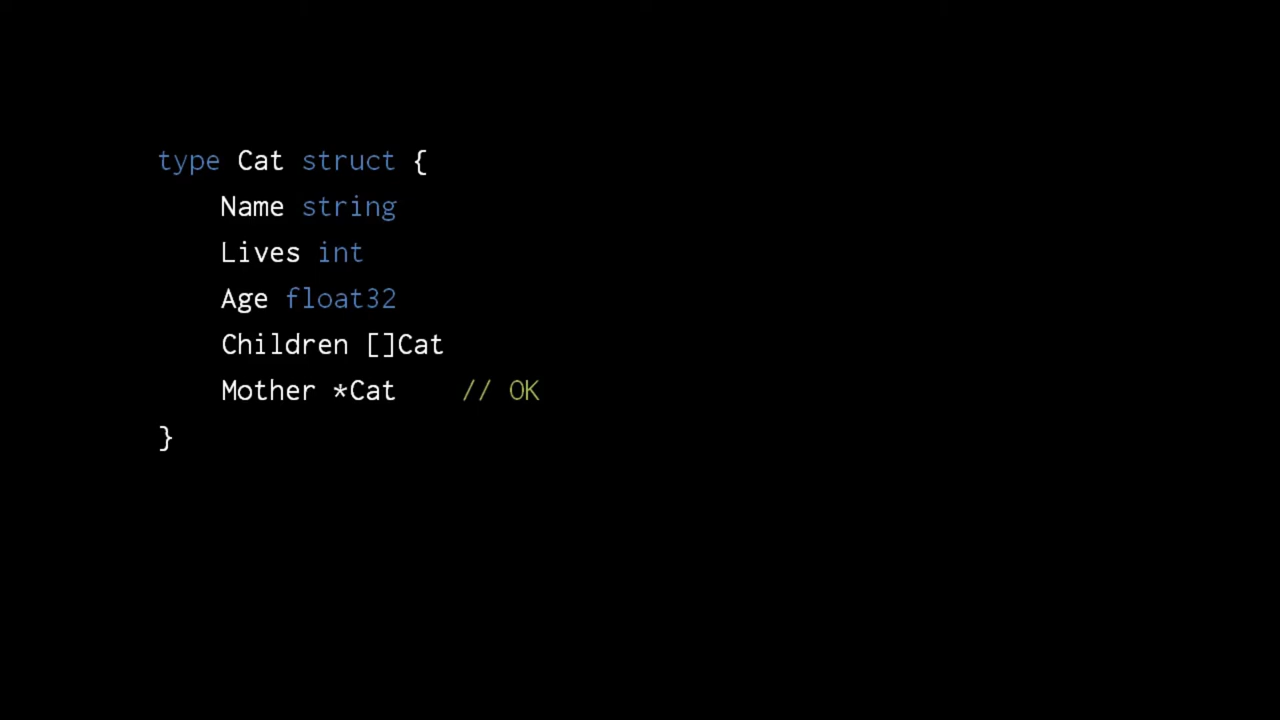 type Cat struct {
    Name string
    Lives int
    Age float32
    Children []Cat
    Mother *Cat    // OK
}